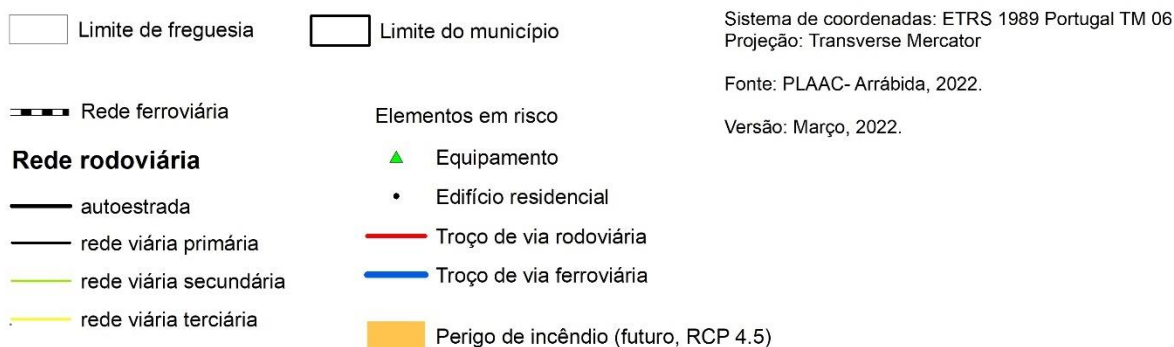 Limite de freguesia
Limite do município
Rede ferroviária
Rede rodoviária
autoestrada
rede viária primária
rede viária secundária
rede viária terciária
Elementos em risco
Equipamento
Edifício residencial
Troço de via rodoviária
Troço de via ferroviária
Perigo de incêndio (futuro, RCP 4.5)
Sistema de coordenadas: ETRS 1989 Portugal TM 06
Projeção: Transverse Mercator
Fonte: PLAAC- Arrábida, 2022.
Versão: Março, 2022.